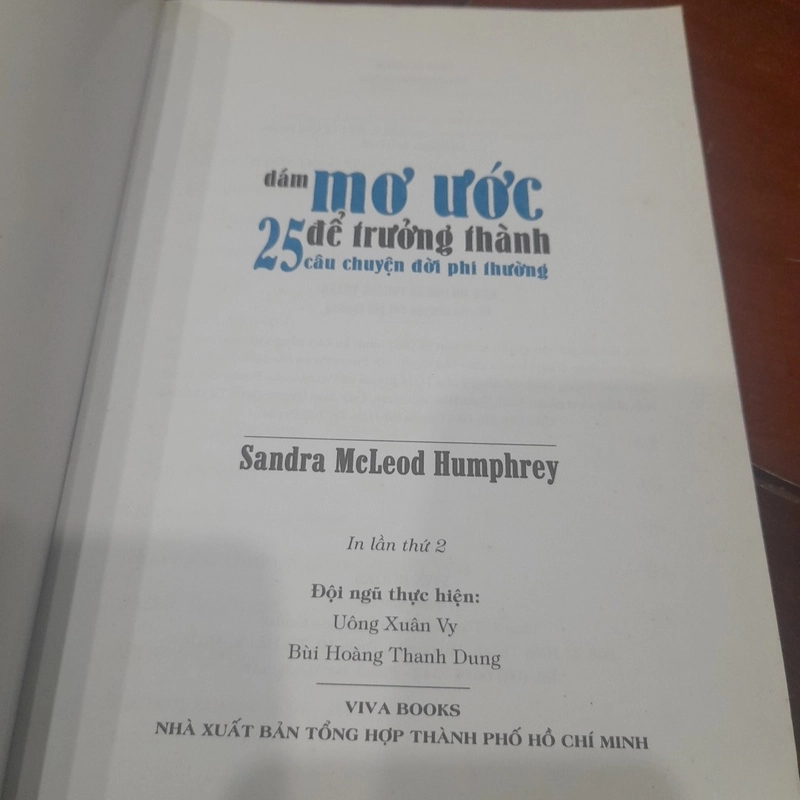 dám mơ ước
để trưởng thành
25 câu chuyện đời phi thường
Sandra McLeod Humphrey
In lần thứ 2
Đội ngũ thực hiện:
Uông Xuân Vy
Bùi Hoàng Thanh Dung
VIVA BOOKS
NHÀ XUẤT BẢN TỔNG HỢP THÀNH PHỐ HỒ CHÍ MINH